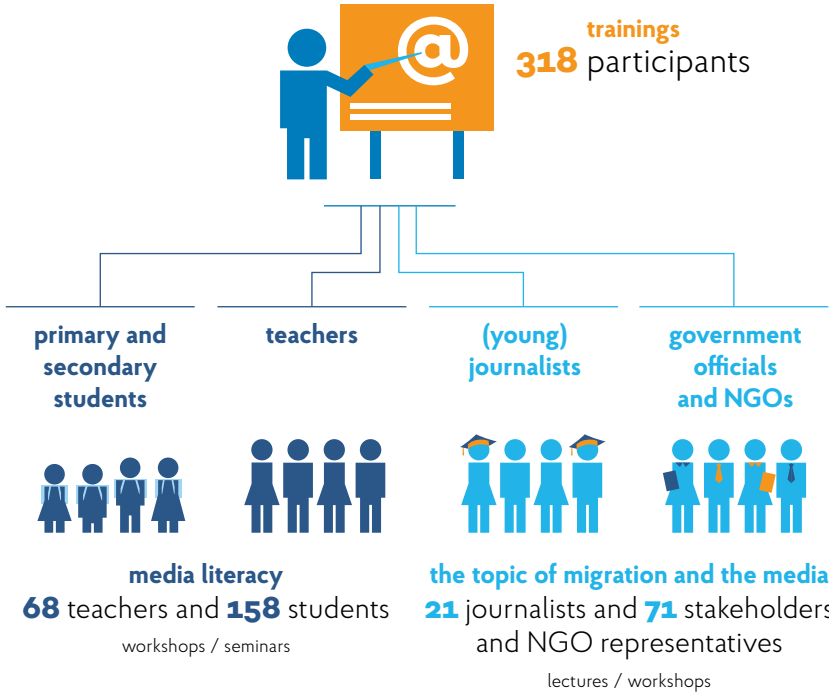 @
trainings
318 participants
primary and
secondary
students
teachers
(young)
journalists
government
officials
and NGOs
media literacy
68 teachers and 158 students
workshops / seminars
the topic of migration and the media
21 journalists and 71 stakeholders
and NGO representatives
lectures / workshops